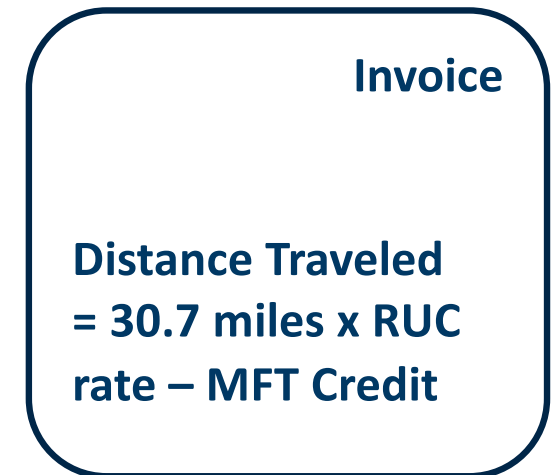 Invoice
Distance Traveled
= 30.7 miles x RUC
rate – MFT Credit